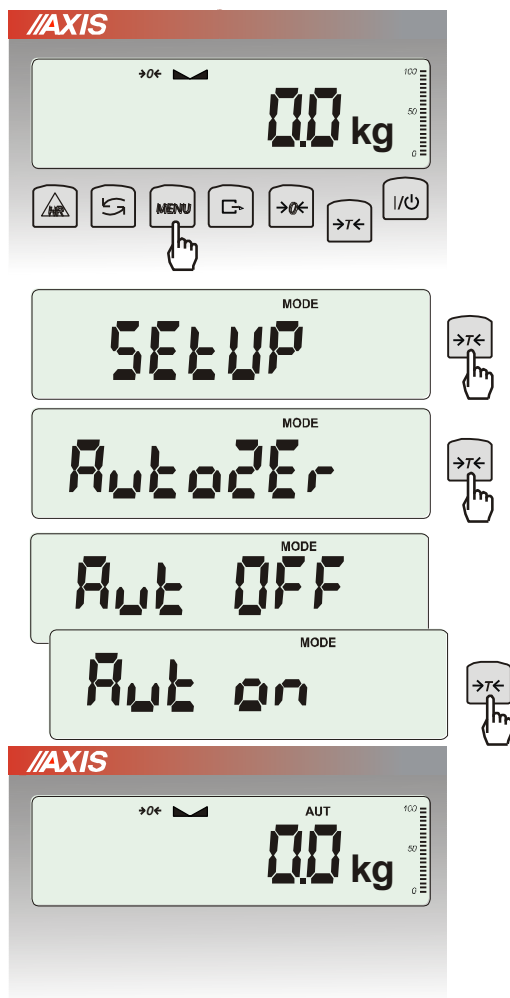 //AXIS
→0← 100
50
0.0 kg
0
HR MENU →0← →T← I/⏻
MODE
SEtUP →T←
MODE
AutoZEr →T←
MODE
Aut OFF
MODE
Aut on →T←
//AXIS
→0← AUT 100
50
0.0 kg
0